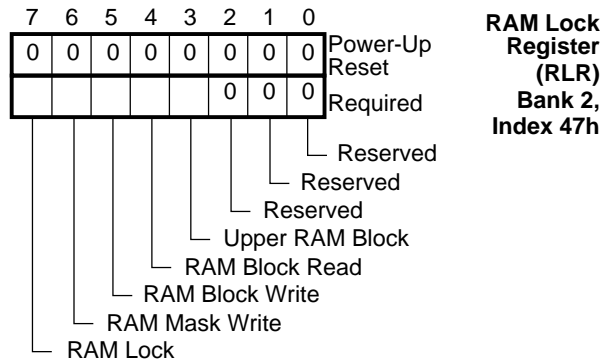 7 6 5 4 3 2 1 0
0 0 0 0 0 0 0 0 Power-Up
Reset
0 0 0 Required
Reserved
Reserved
Reserved
Upper RAM Block
RAM Block Read
RAM Block Write
RAM Mask Write
RAM Lock
RAM Lock
Register
(RLR)
Bank 2,
Index 47h